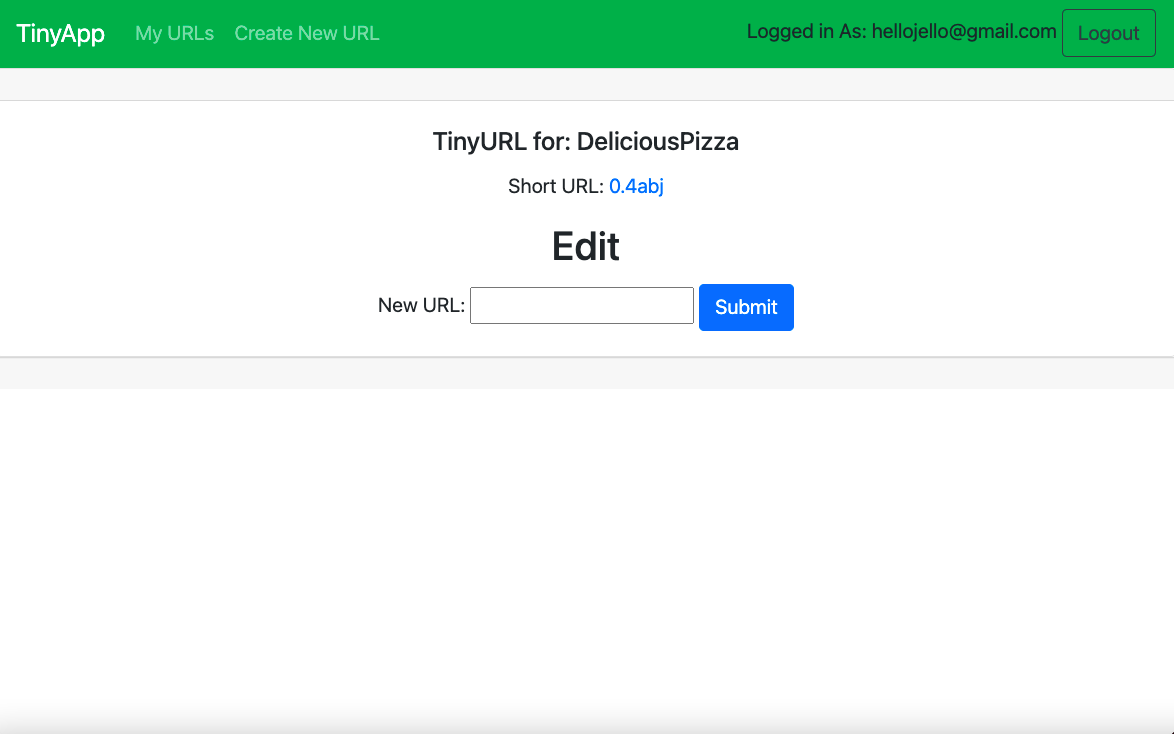 TinyApp My URLs Create New URL Logged in As: hellojello@gmail.com Logout
TinyURL for: DeliciousPizza
Short URL: 0.4abj
Edit
New URL: Submit